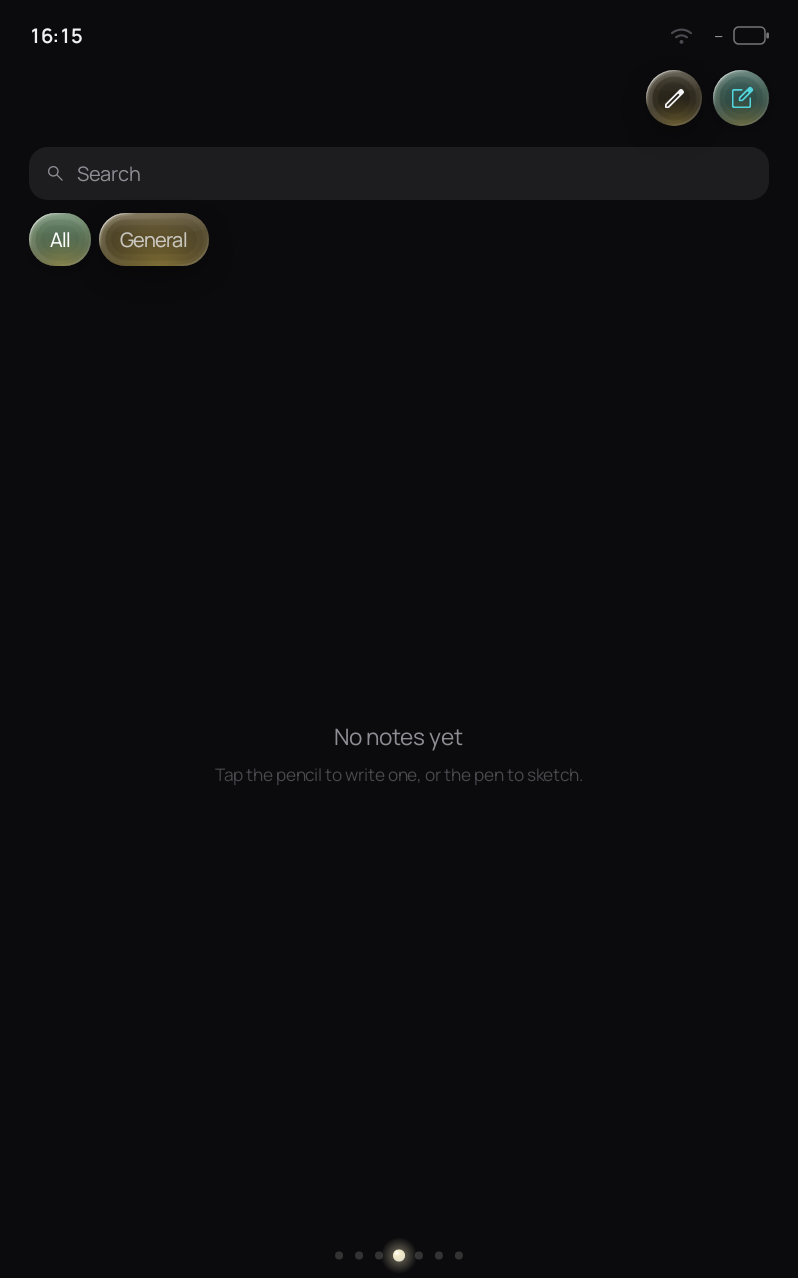 16:15
Search
All
General
No notes yet
Tap the pencil to write one, or the pen to sketch.